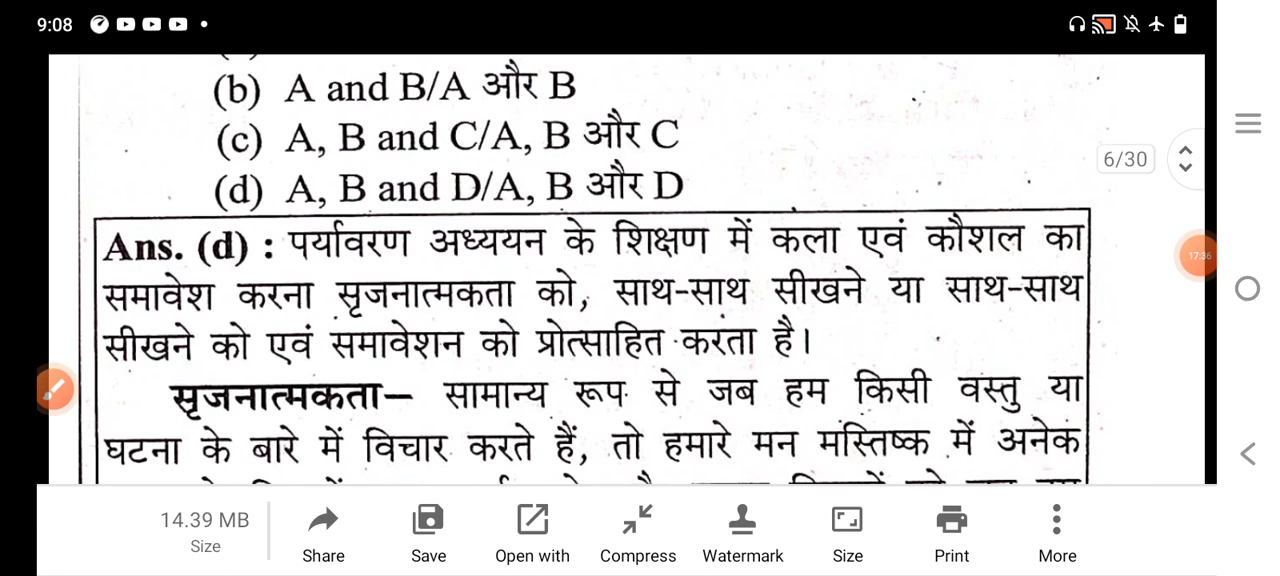 9:08
(b) A and B/A और B
(c) A, B and C/A, B और C
(d) A, B and D/A, B और D
6/30
Ans. (d) : पर्यावरण अध्ययन के शिक्षण में कला एवं कौशल का
समावेश करना सृजनात्मकता को, साथ-साथ सीखने या साथ-साथ
सीखने को एवं समावेशन को प्रोत्साहित करता है।
17:36
सृजनात्मकता– सामान्य रूप से जब हम किसी वस्तु या
घटना के बारे में विचार करते हैं, तो हमारे मन मस्तिष्क में अनेक
14.39 MB
Size
Share
Save
Open with
Compress
Watermark
Size
Print
More